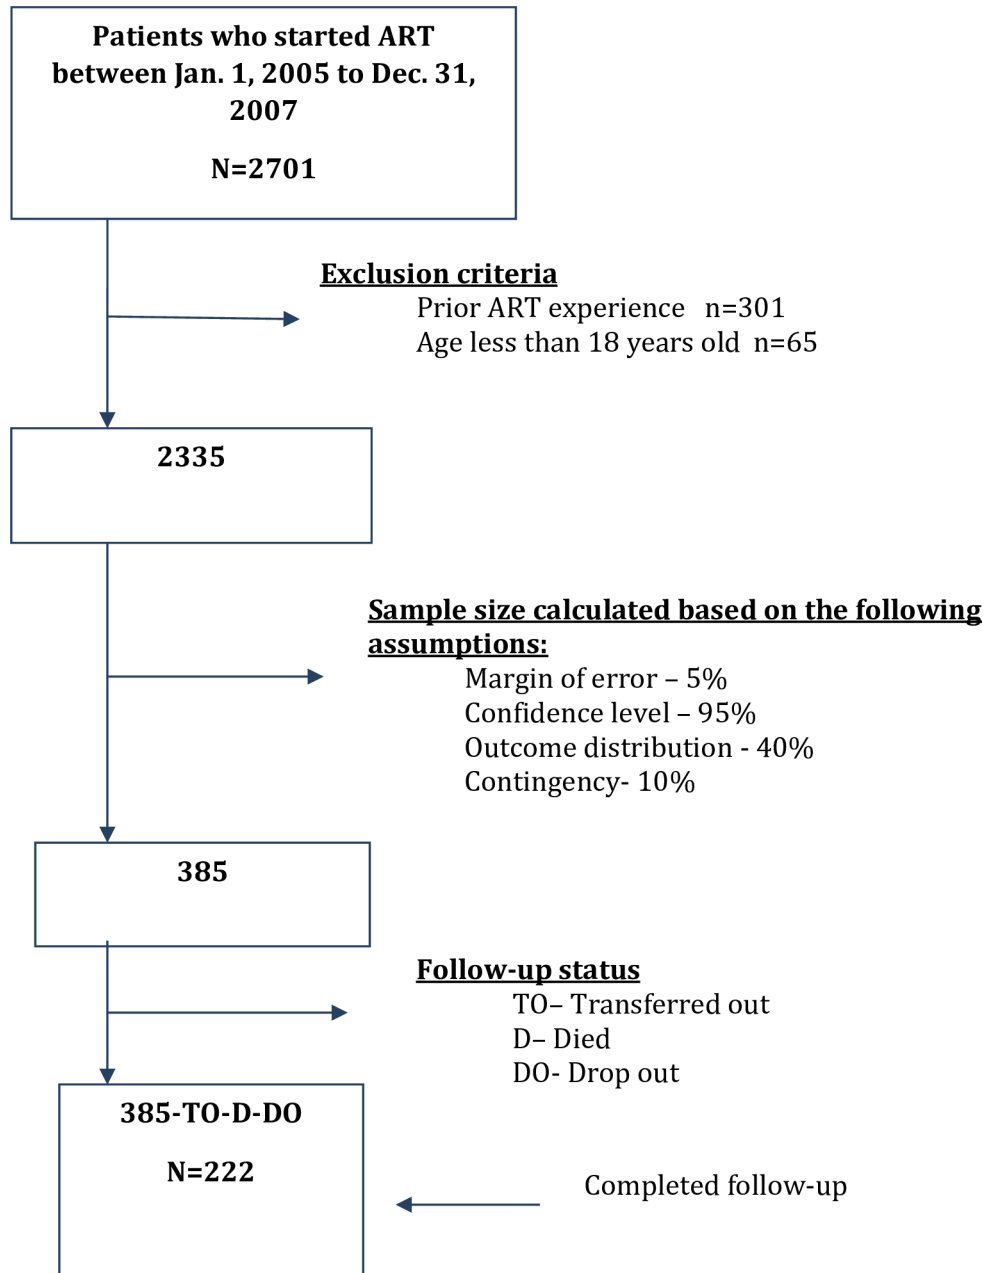 Patients who started ART
between Jan. 1, 2005 to Dec. 31,
2007
N=2701
Exclusion criteria
Prior ART experience n=301
Age less than 18 years old n=65
2335
Sample size calculated based on the following
assumptions:
Margin of error – 5%
Confidence level – 95%
Outcome distribution - 40%
Contingency- 10%
385
Follow-up status
TO– Transferred out
D– Died
DO- Drop out
385-TO-D-DO
N=222
Completed follow-up